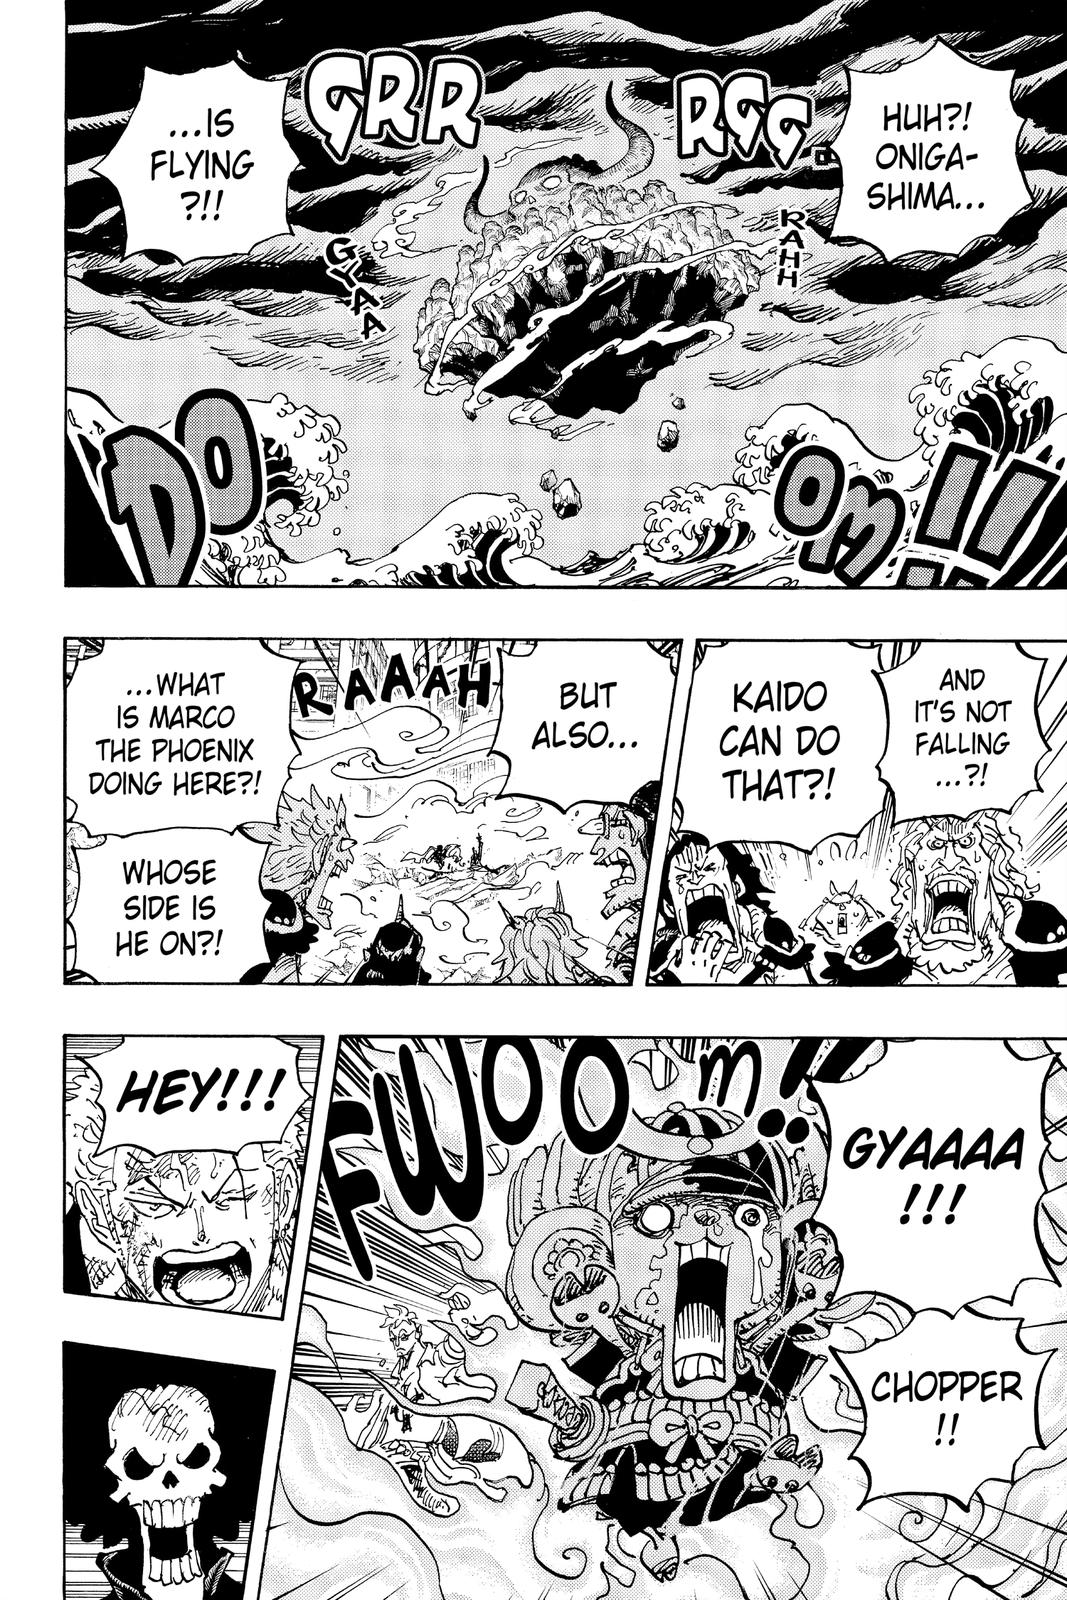 HUH?!
ONIGA-
SHIMA...
RGG
GRR
...IS
FLYING
?!!
RAHH
GYAA
DO
OM!!
AND
IT'S NOT
FALLING
...?!
KAIDO
CAN DO
THAT?!
BUT
ALSO...
RAAAAH
...WHAT
IS MARCO
THE PHOENIX
DOING HERE?!
WHOSE
SIDE IS
HE ON?!
GYAAAA
!!!
FWOOM!!
CHOPPER
!!
HEY!!!